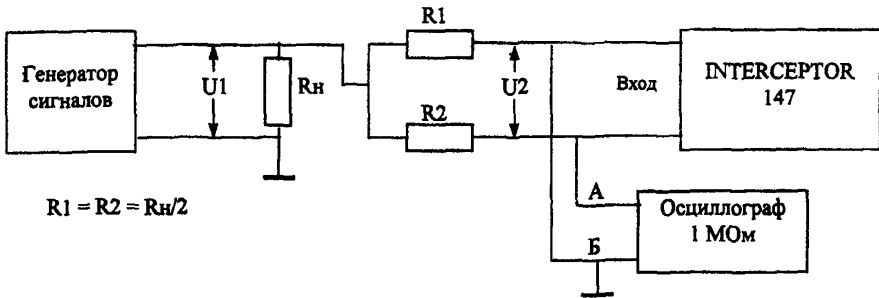 Генератор
сигналов
U1
Rн
R1
R2
U2
Вход
INTERCEPTOR
147
R1 = R2 = Rн/2
А
Б
Осциллограф
1 МОм